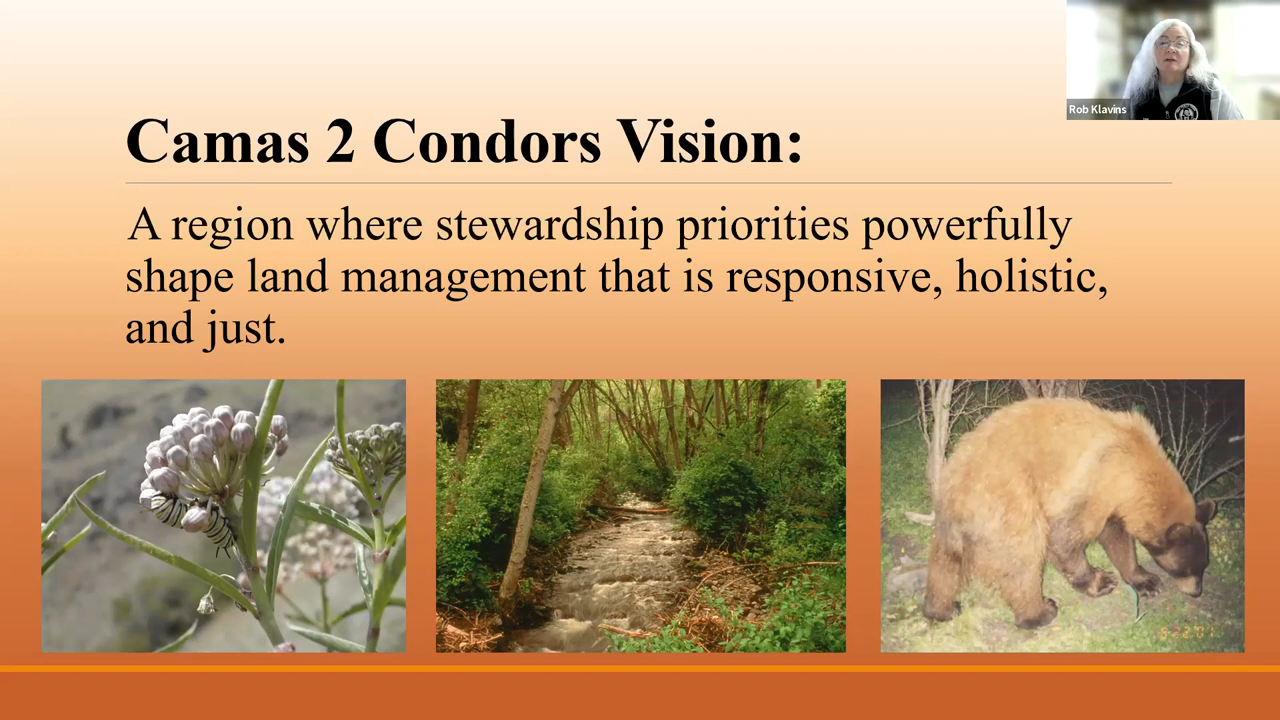 Rob Klavins
Camas 2 Condors Vision:
A region where stewardship priorities powerfully
shape land management that is responsive, holistic,
and just.